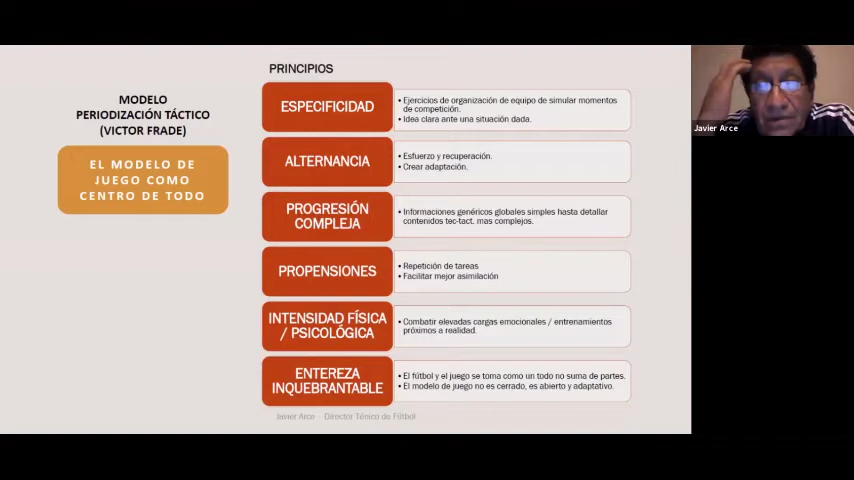 PRINCIPIOS
MODELO
PERIODIZACIÓN TÁCTICO
(VICTOR FRADE)
EL MODELO DE
JUEGO COMO
CENTRO DE TODO
ESPECIFICIDAD
• Ejercicios de organización de equipo de simular momentos
de competición.
• Idea clara ante una situación dada.
ALTERNANCIA
• Esfuerzo y recuperación.
• Crear adaptación.
PROGRESIÓN
COMPLEJA
• Informaciones genéricos globales simples hasta detallar
contenidos tec-tact. mas complejos.
PROPENSIONES
• Repetición de tareas
• Facilitar mejor asimilación
INTENSIDAD FÍSICA
/ PSICOLÓGICA
• Combatir elevadas cargas emocionales / entrenamientos
próximos a realidad.
ENTEREZA
INQUEBRANTABLE
• El fútbol y el juego se toma como un todo no suma de partes.
• El modelo de juego no es cerrado, es abierto y adaptativo.
Javier Arce - Director Ténico de Fútbol
Javier Arce